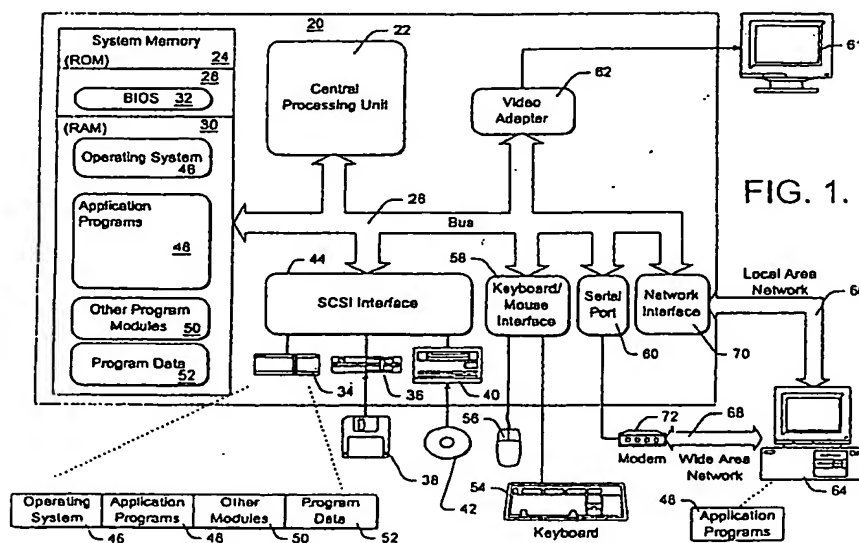 20
22
System Memory
(ROM) 24
28
BIOS 32
(RAM) 30
Operating System 46
Application Programs
48
Other Program Modules 50
Program Data 52
Central Processing Unit
62
Video Adapter
61
FIG. 1.
28
Bus
44
SCSI Interface
58
Keyboard/ Mouse Interface
Serial Port
60
Network Interface
70
Local Area Network
66
34
36
40
38
42
56
54
Keyboard
72
Modem
68
Wide Area Network
64
48
Application Programs
Operating System
Application Programs
Other Modules
Program Data
46
48
50
52